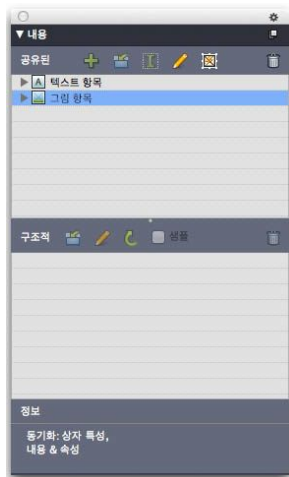 ▼ 내용
공유된
A 텍스트 항목
그림 항목
구조적 샘플
정보
동기화: 상자 특성,
내용 & 속성